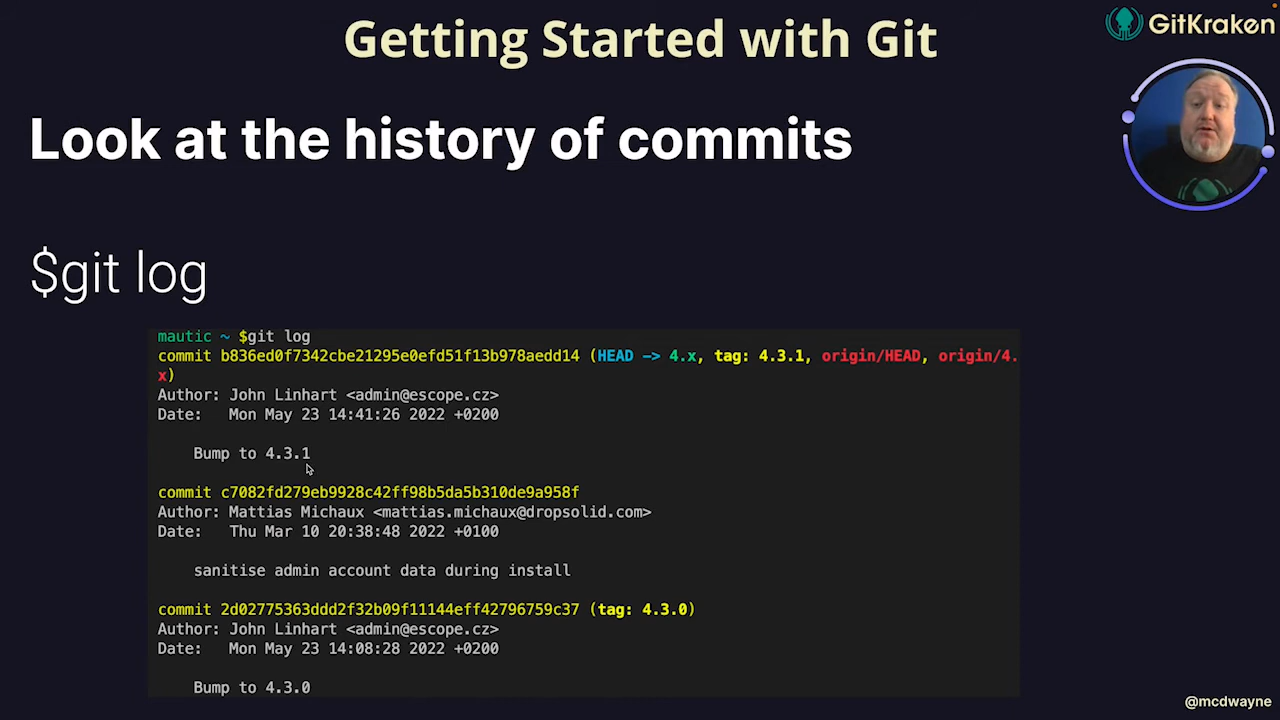 Getting Started with Git
GitKraken
Look at the history of commits
$git log
mautic ~ $git log
commit b836ed0f7342cbe21295e0efd51f13b978aedd14 (HEAD -> 4.x, tag: 4.3.1, origin/HEAD, origin/4.
x)
Author: John Linhart <admin@escope.cz>
Date:   Mon May 23 14:41:26 2022 +0200
Bump to 4.3.1
commit c7082fd279eb9928c42ff98b5da5b310de9a958f
Author: Mattias Michaux <mattias.michaux@dropsolid.com>
Date:   Thu Mar 10 20:38:48 2022 +0100
sanitise admin account data during install
commit 2d02775363ddd2f32b09f11144eff42796759c37 (tag: 4.3.0)
Author: John Linhart <admin@escope.cz>
Date:   Mon May 23 14:08:28 2022 +0200
Bump to 4.3.0
@mcdwayne